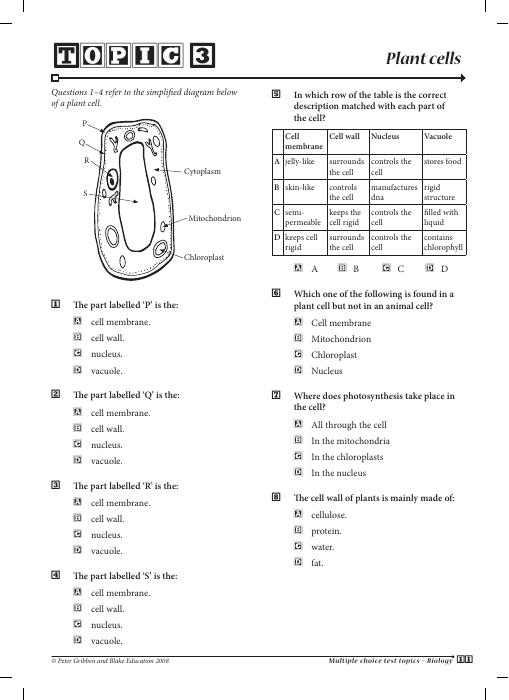 TOPIC 3
Plant cells
Questions 1–4 refer to the simplified diagram below
of a plant cell.
P
Q
R
S
Cytoplasm
Mitochondrion
Chloroplast
1 The part labelled ‘P’ is the:
A cell membrane.
B cell wall.
C nucleus.
D vacuole.
2 The part labelled ‘Q’ is the:
A cell membrane.
B cell wall.
C nucleus.
D vacuole.
3 The part labelled ‘R’ is the:
A cell membrane.
B cell wall.
C nucleus.
D vacuole.
4 The part labelled ‘S’ is the:
A cell membrane.
B cell wall.
C nucleus.
D vacuole.
5 In which row of the table is the correct
description matched with each part of
the cell?
Cell Cell wall Nucleus Vacuole
membrane
A jelly-like surrounds controls the stores food
the cell cell
B skin-like controls manufactures rigid
the cell dna structure
C semi- keeps the controls the filled with
permeable cell rigid cell liquid
D keeps cell surrounds controls the contains
rigid the cell cell chlorophyll
A A B B C C D D
6 Which one of the following is found in a
plant cell but not in an animal cell?
A Cell membrane
B Mitochondrion
C Chloroplast
D Nucleus
7 Where does photosynthesis take place in
the cell?
A All through the cell
B In the mitochondria
C In the chloroplasts
D In the nucleus
8 The cell wall of plants is mainly made of:
A cellulose.
B protein.
C water.
D fat.
© Peter Gribben and Blake Education 2008
Multiple choice test topics – Biology 11